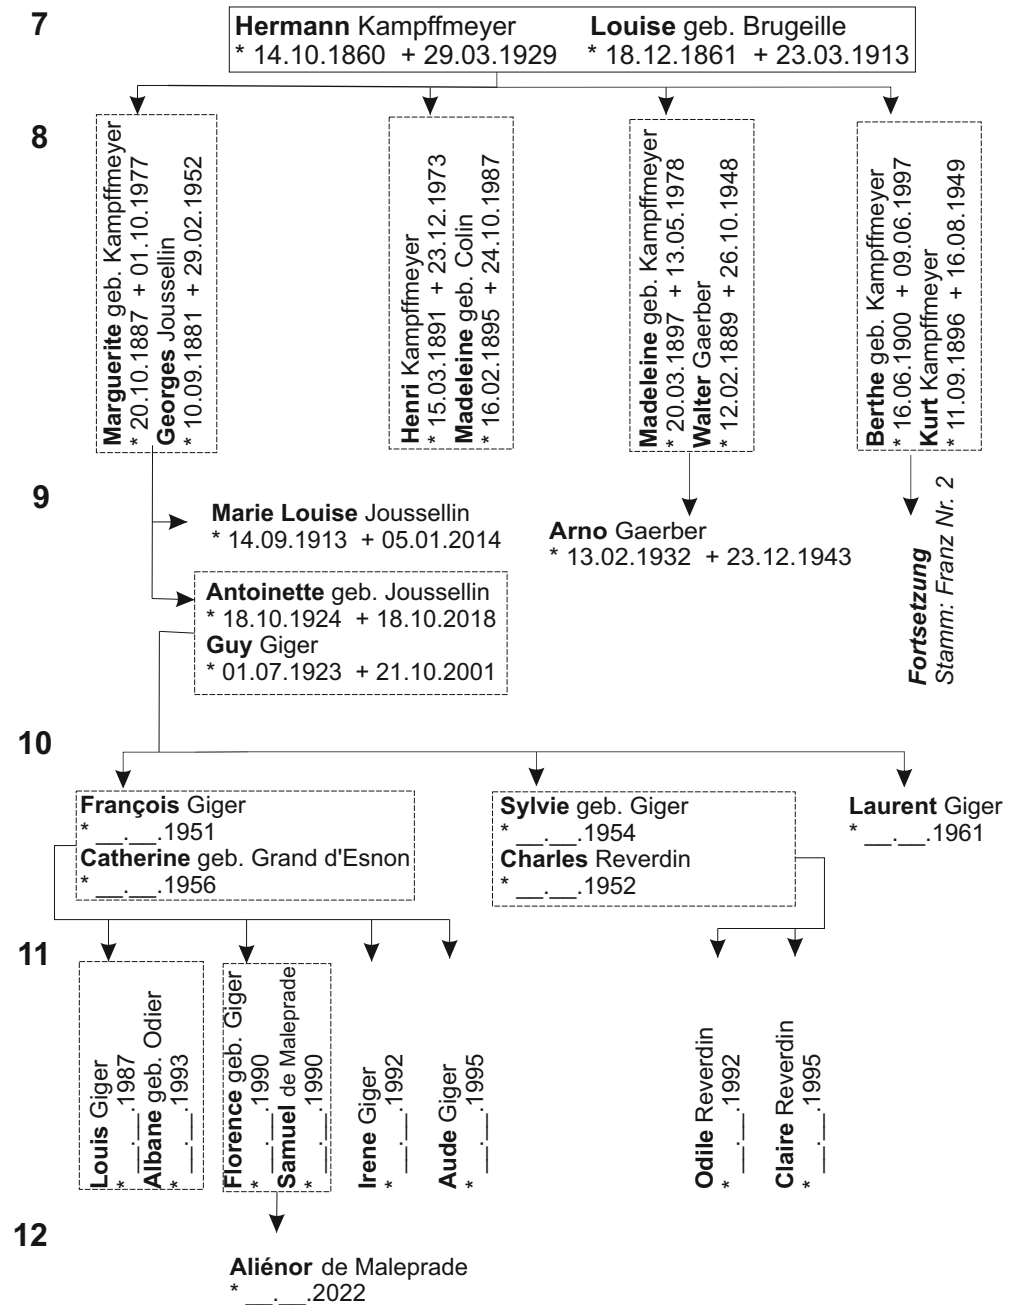 7
Hermann Kampffmeyer
* 14.10.1860 + 29.03.1929
Louise geb. Brugeille
* 18.12.1861 + 23.03.1913
8
Marguerite geb. Kampffmeyer
* 20.10.1887 + 01.10.1977
Georges Joussellin
* 10.09.1881 + 29.02.1952
Henri Kampffmeyer
* 15.03.1891 + 23.12.1973
Madeleine geb. Colin
* 16.02.1895 + 24.10.1987
Madeleine geb. Kampffmeyer
* 20.03.1897 + 13.05.1978
Walter Gaerber
* 12.02.1889 + 26.10.1948
Berthe geb. Kampffmeyer
* 16.06.1900 + 09.06.1997
Kurt Kampffmeyer
* 11.09.1896 + 16.08.1949
9
Marie Louise Joussellin
* 14.09.1913 + 05.01.2014
Antoinette geb. Joussellin
* 18.10.1924 + 18.10.2018
Guy Giger
* 01.07.1923 + 21.10.2001
Arno Gaerber
* 13.02.1932 + 23.12.1943
Fortsetzung
Stamm: Franz Nr. 2
10
François Giger
* __.__.1951
Catherine geb. Grand d'Esnon
* __.__.1956
Sylvie geb. Giger
* __.__.1954
Charles Reverdin
* __.__.1952
Laurent Giger
* __.__.1961
11
Louis Giger
* __.__.1987
Albane geb. Odier
* __.__.1993
Florence geb. Giger
* __.__.1990
Samuel de Maleprade
* __.__.1990
Irene Giger
* __.__.1992
Aude Giger
* __.__.1995
Odile Reverdin
* __.__.1992
Claire Reverdin
* __.__.1995
12
Aliénor de Maleprade
* __.__.2022